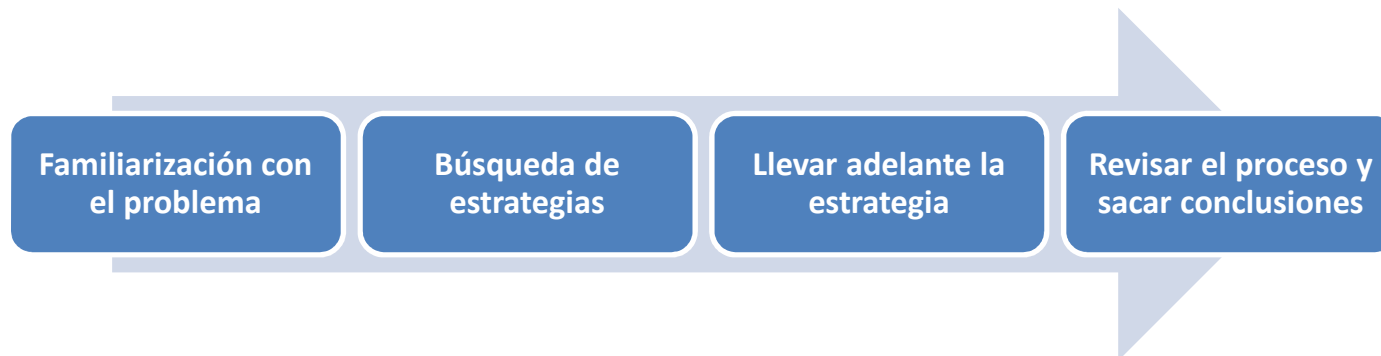 Familiarización con
el problema
Búsqueda de
estrategias
Llevar adelante la
estrategia
Revisar el proceso y
sacar conclusiones